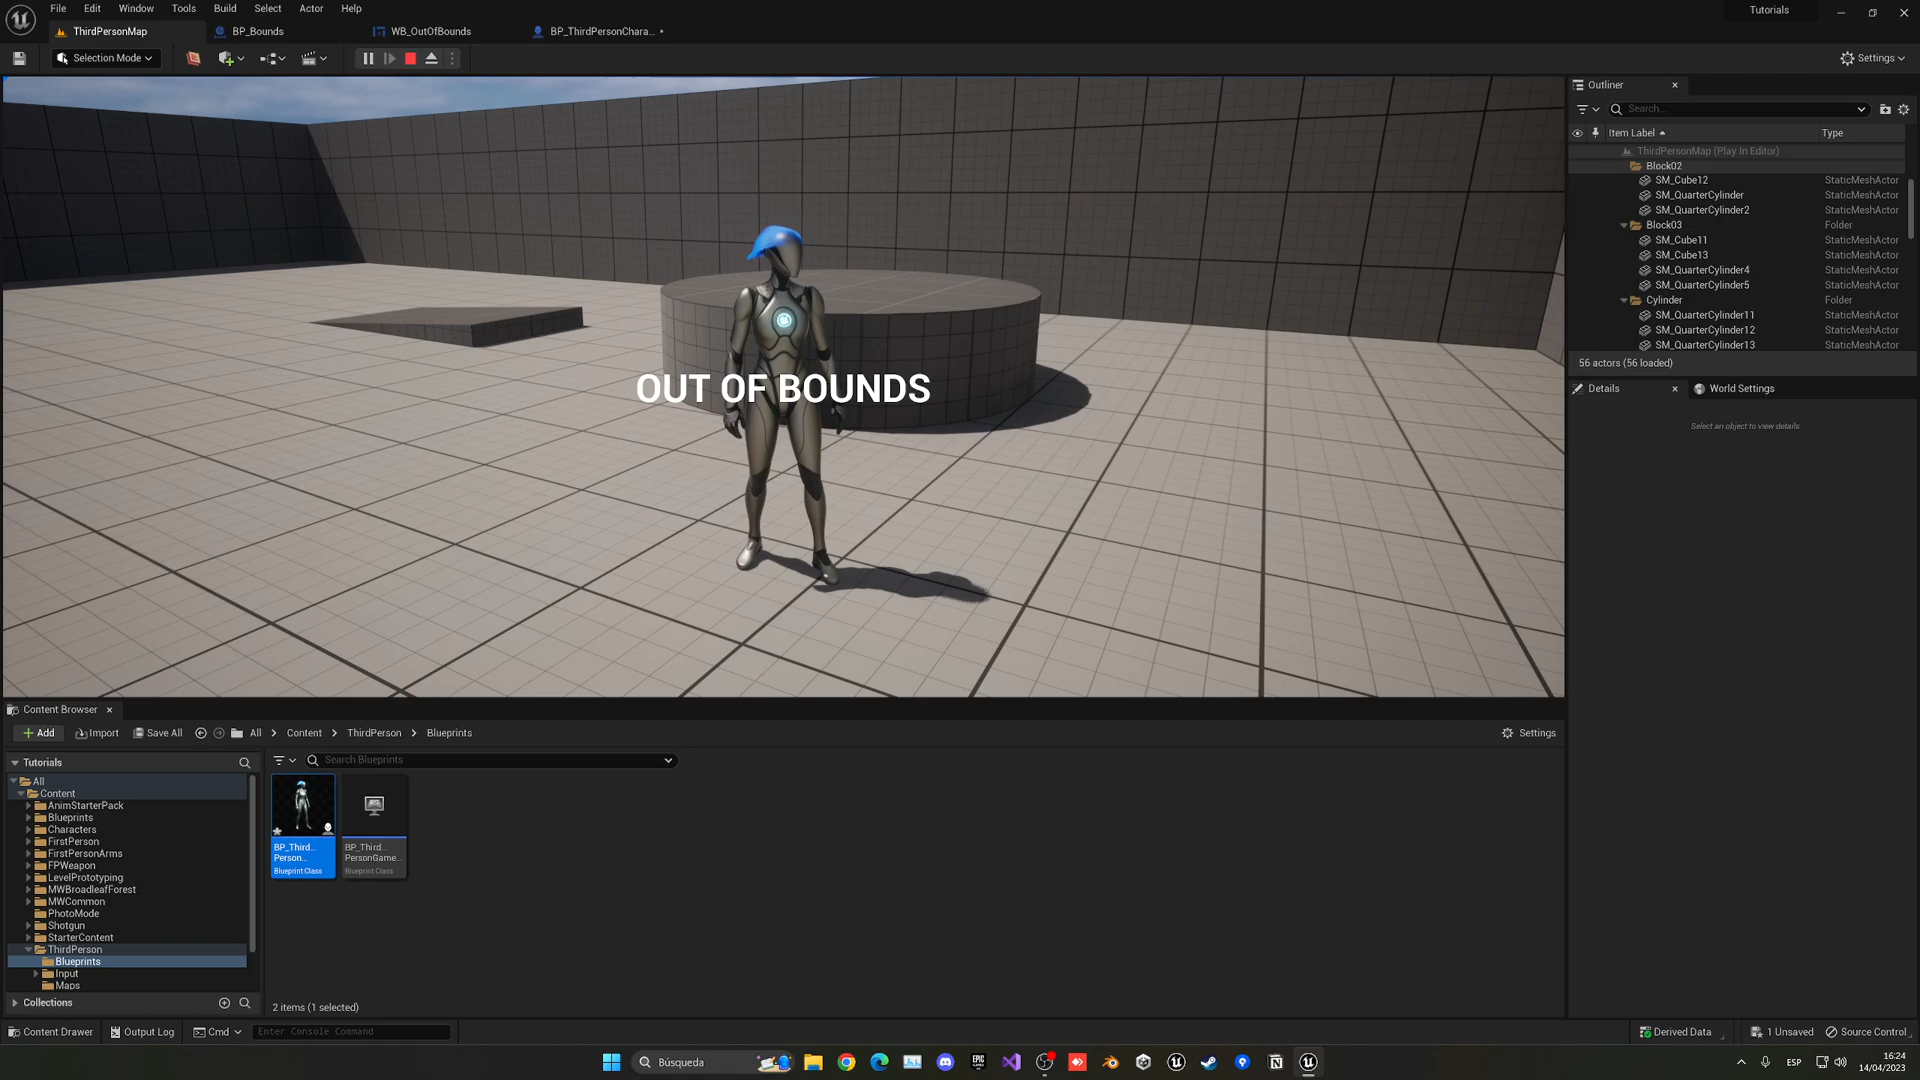 File Edit Window Tools Build Select Actor Help
Tutorials
ThirdPersonMap
BP_Bounds
WB_OutOfBounds
BP_ThirdPersonChara...
Selection Mode
Settings
OUT OF BOUNDS
Outliner
Search...
Item Label
Type
ThirdPersonMap (Play In Editor)
Block02
SM_Cube12 StaticMeshActor
SM_QuarterCylinder StaticMeshActor
SM_QuarterCylinder2 StaticMeshActor
Block03 Folder
SM_Cube11 StaticMeshActor
SM_Cube13 StaticMeshActor
SM_QuarterCylinder4 StaticMeshActor
SM_QuarterCylinder5 StaticMeshActor
Cylinder Folder
SM_QuarterCylinder11 StaticMeshActor
SM_QuarterCylinder12 StaticMeshActor
SM_QuarterCylinder13 StaticMeshActor
56 actors (56 loaded)
Details
World Settings
Select an object to view details.
Content Browser
Add Import Save All All Content ThirdPerson Blueprints
Settings
Tutorials
Search Blueprints
All
Content
AnimStarterPack
Blueprints
Characters
FirstPerson
FirstPersonArms
FPWeapon
LevelPrototyping
MWBroadleafForest
MWCommon
PhotoMode
Shotgun
StarterContent
ThirdPerson
Blueprints
Input
Maps
Collections
BP_Third...
Person...
Blueprint Class
BP_Third...
PersonGame...
Blueprint Class
2 items (1 selected)
Content Drawer
Output Log
Cmd
Enter Console Command
Derived Data
1 Unsaved
Source Control
Búsqueda
EPIC
GAMES
ESP
16:24
14/04/2023